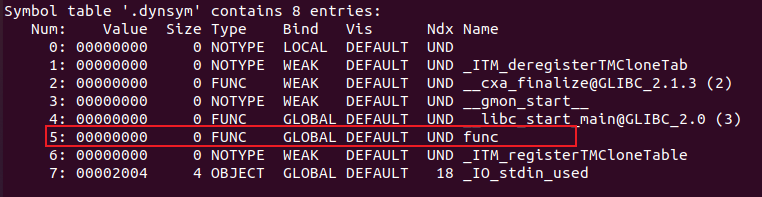 Symbol table '.dynsym' contains 8 entries:
Num: Value Size Type Bind Vis Ndx Name
0: 00000000 0 NOTYPE LOCAL DEFAULT UND
1: 00000000 0 NOTYPE WEAK DEFAULT UND _ITM_deregisterTMCloneTab
2: 00000000 0 FUNC WEAK DEFAULT UND __cxa_finalize@GLIBC_2.1.3 (2)
3: 00000000 0 NOTYPE WEAK DEFAULT UND __gmon_start__
4: 00000000 0 FUNC GLOBAL DEFAULT UND __libc_start_main@GLIBC_2.0 (3)
5: 00000000 0 FUNC GLOBAL DEFAULT UND func
6: 00000000 0 NOTYPE WEAK DEFAULT UND _ITM_registerTMCloneTable
7: 00002004 4 OBJECT GLOBAL DEFAULT 18 _IO_stdin_used